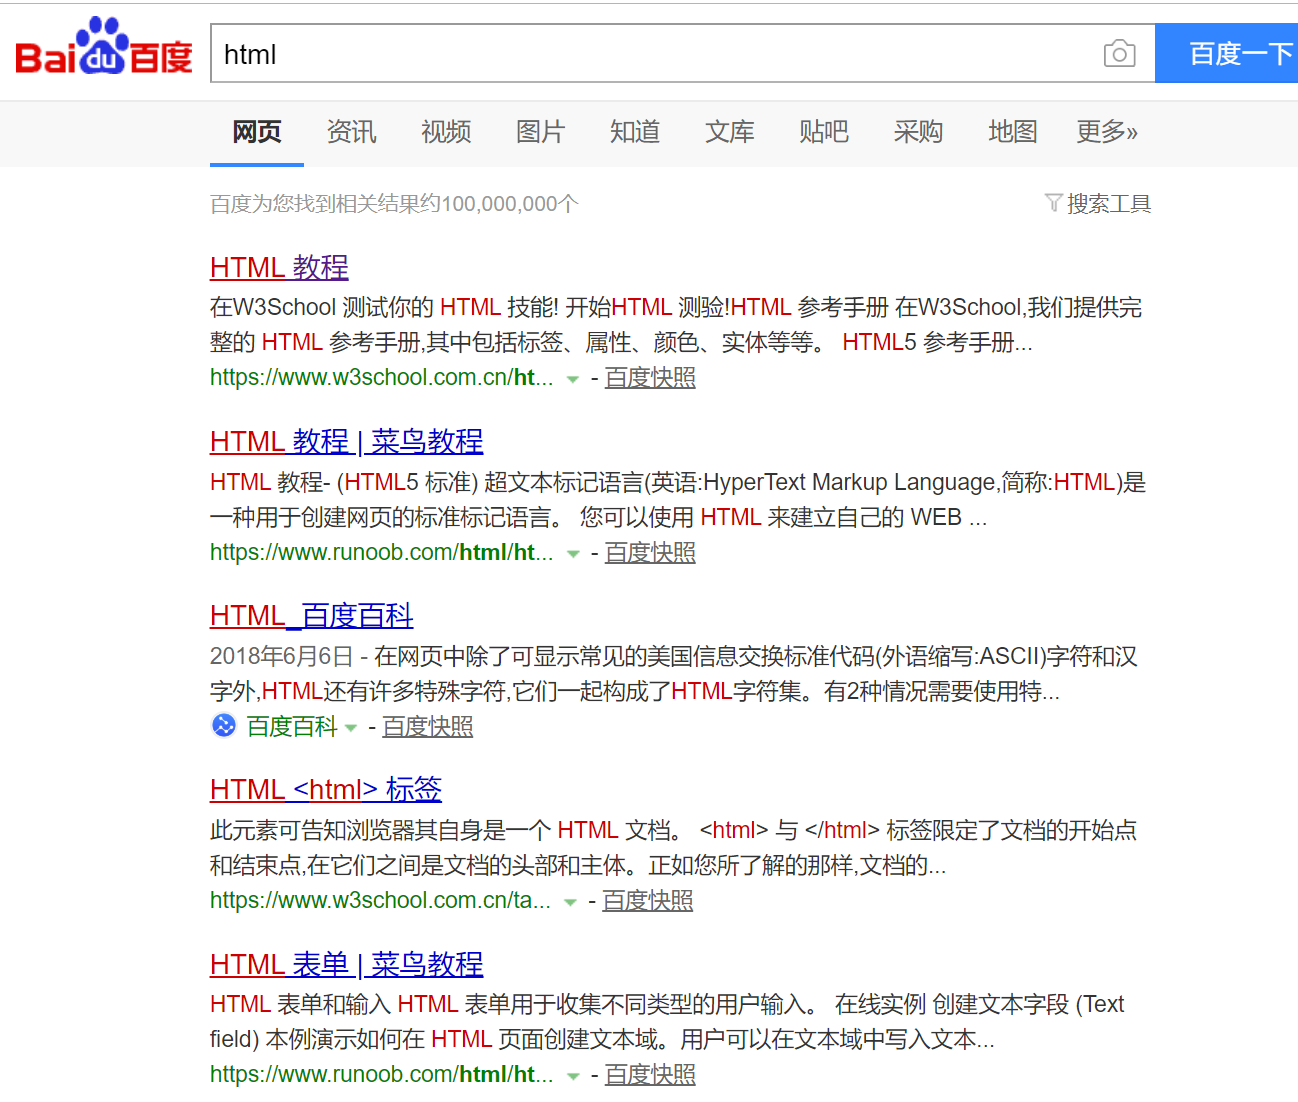 Baidu百度 html 百度一下
网页 资讯 视频 图片 知道 文库 贴吧 采购 地图 更多»
百度为您找到相关结果约100,000,000个 搜索工具
HTML 教程
在W3School 测试你的 HTML 技能! 开始HTML 测验!HTML 参考手册 在W3School,我们提供完
整的 HTML 参考手册,其中包括标签、属性、颜色、实体等等。 HTML5 参考手册...
https://www.w3school.com.cn/ht... - 百度快照
HTML 教程 | 菜鸟教程
HTML 教程- (HTML5 标准) 超文本标记语言(英语:HyperText Markup Language,简称:HTML)是
一种用于创建网页的标准标记语言。 您可以使用 HTML 来建立自己的 WEB ...
https://www.runoob.com/html/ht... - 百度快照
HTML_百度百科
2018年6月6日 - 在网页中除了可显示常见的美国信息交换标准代码(外语缩写:ASCII)字符和汉
字外,HTML还有许多特殊字符,它们一起构成了HTML字符集。有2种情况需要使用特...
百度百科 - 百度快照
HTML <html> 标签
此元素可告知浏览器其自身是一个 HTML 文档。 <html> 与 </html> 标签限定了文档的开始点
和结束点,在它们之间是文档的头部和主体。正如您所了解的那样,文档的...
https://www.w3school.com.cn/ta... - 百度快照
HTML 表单 | 菜鸟教程
HTML 表单和输入 HTML 表单用于收集不同类型的用户输入。 在线实例 创建文本字段 (Text
field) 本例演示如何在 HTML 页面创建文本域。用户可以在文本域中写入文本...
https://www.runoob.com/html/ht... - 百度快照